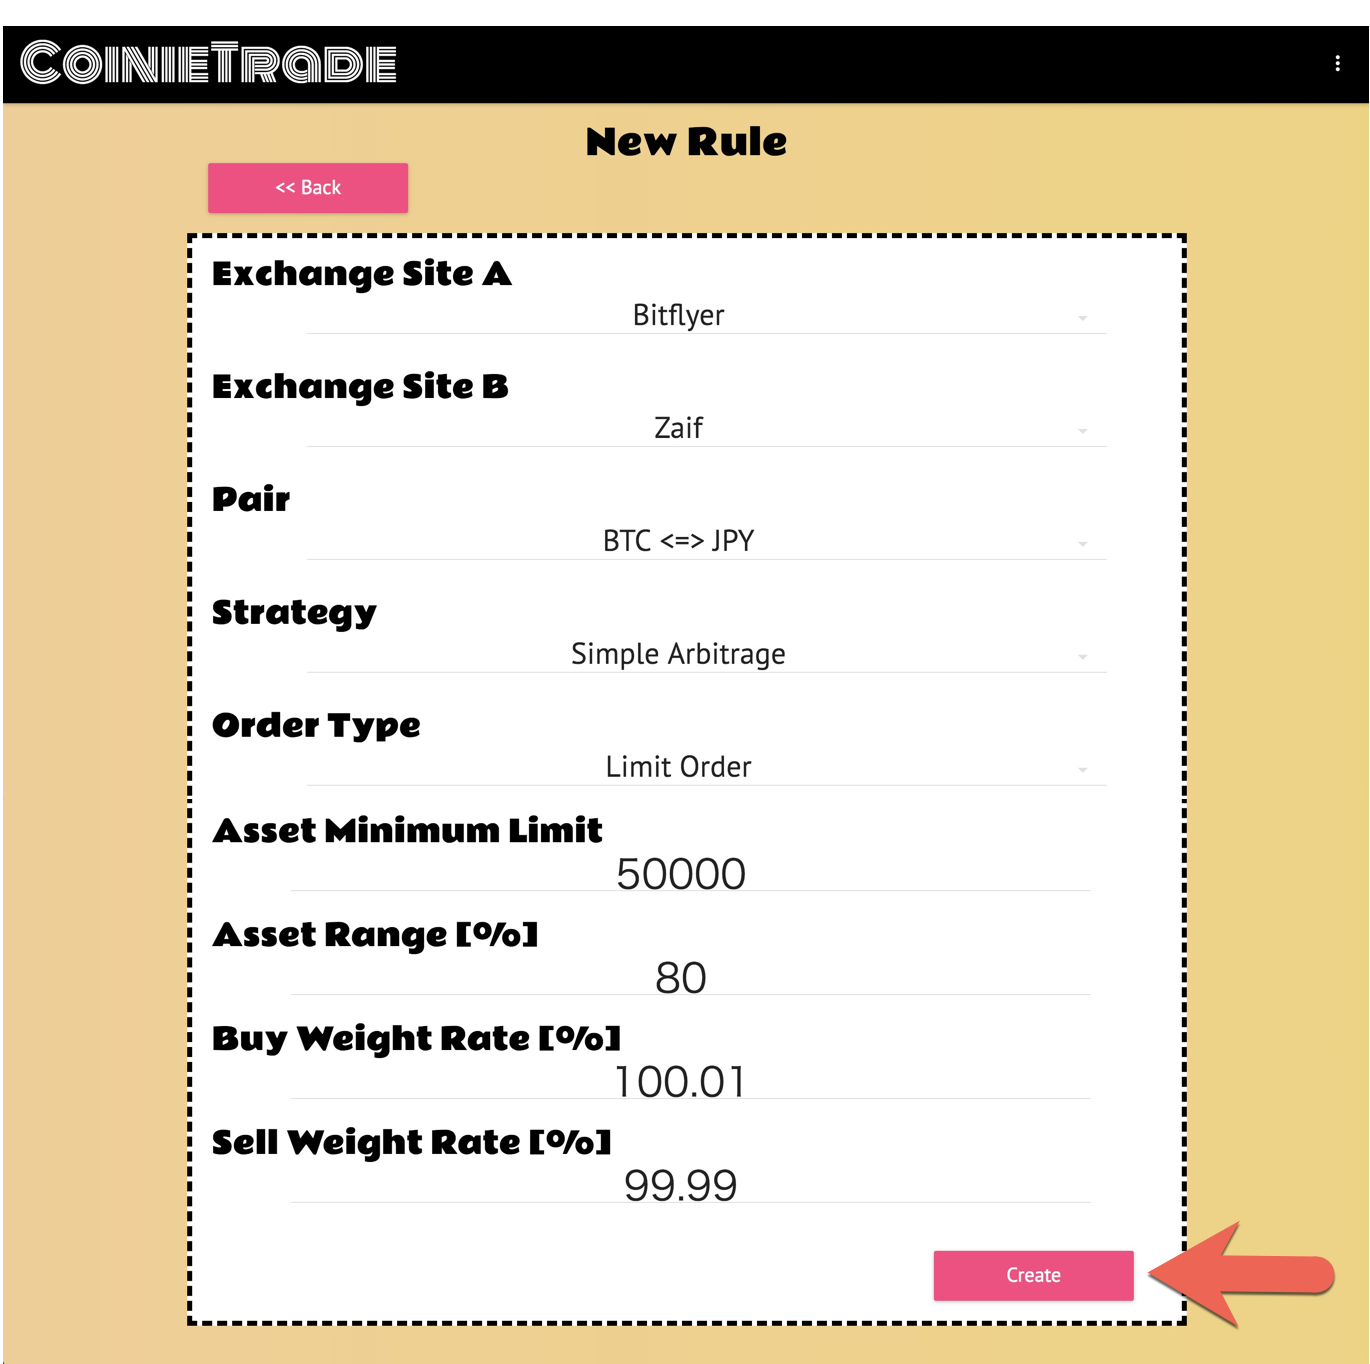 CoinieTrade
New Rule
<< Back
Exchange Site A
Bitflyer
Exchange Site B
Zaif
Pair
BTC <=> JPY
Strategy
Simple Arbitrage
Order Type
Limit Order
Asset Minimum Limit
50000
Asset Range [%]
80
Buy Weight Rate [%]
100.01
Sell Weight Rate [%]
99.99
Create